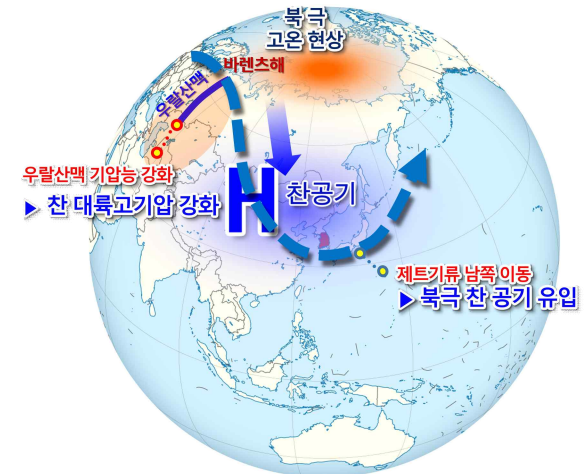 북 극
고온 현상
바렌츠해
우랄산맥
우랄산맥 기압능 강화
▶ 찬 대륙고기압 강화
H
찬공기
제트기류 남쪽 이동
▶ 북극 찬 공기 유입